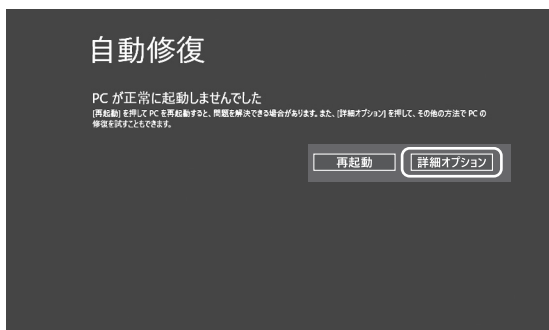 自動修復
PC が正常に起動しませんでした
[再起動] を押して PC を再起動すると、問題を解決できる場合があります。また、[詳細オプション] を押して、その他の方法で PC の
修復を試すこともできます。
再起動 詳細オプション